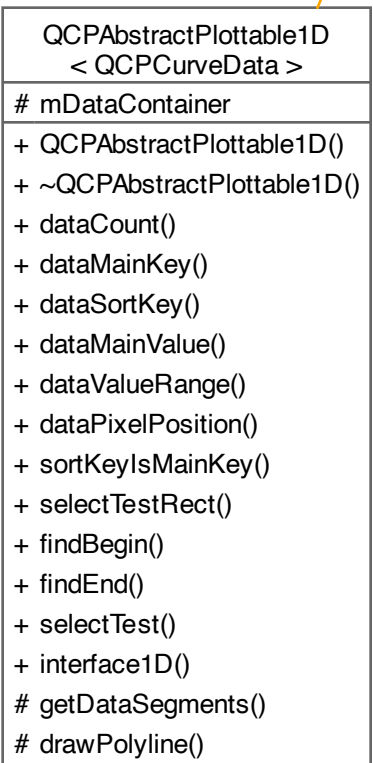 QCPAbstractPlottable1D
< QCPCurveData >
# mDataContainer
+ QCPAbstractPlottable1D()
+ ~QCPAbstractPlottable1D()
+ dataCount()
+ dataMainKey()
+ dataSortKey()
+ dataMainValue()
+ dataValueRange()
+ dataPixelPosition()
+ sortKeyIsMainKey()
+ selectTestRect()
+ findBegin()
+ findEnd()
+ selectTest()
+ interface1D()
# getDataSegments()
# drawPolyline()